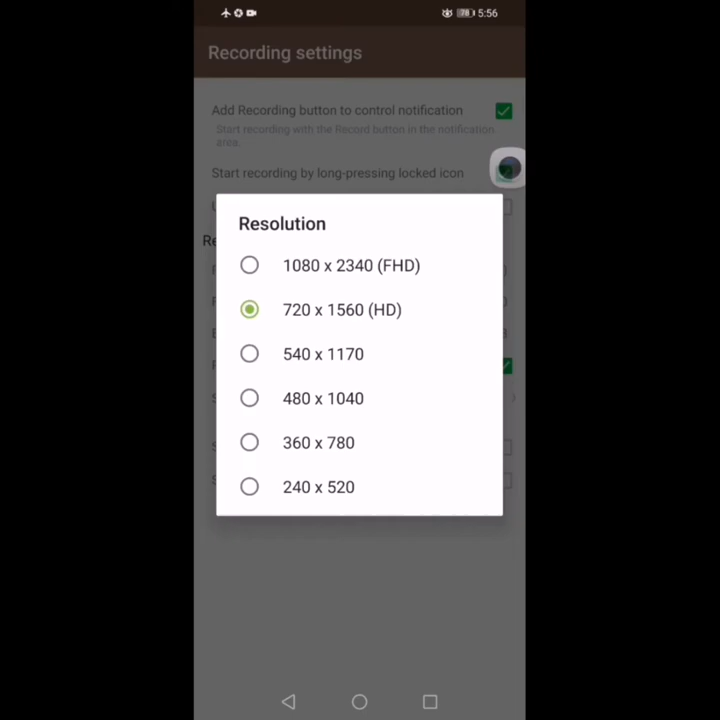 78 5:56
Recording settings
Add Recording button to control notification
Start recording with the Record button in the notification
area
Start recording by long-pressing locked icon
Resolution
1080 x 2340 (FHD)
720 x 1560 (HD)
540 x 1170
480 x 1040
360 x 780
240 x 520